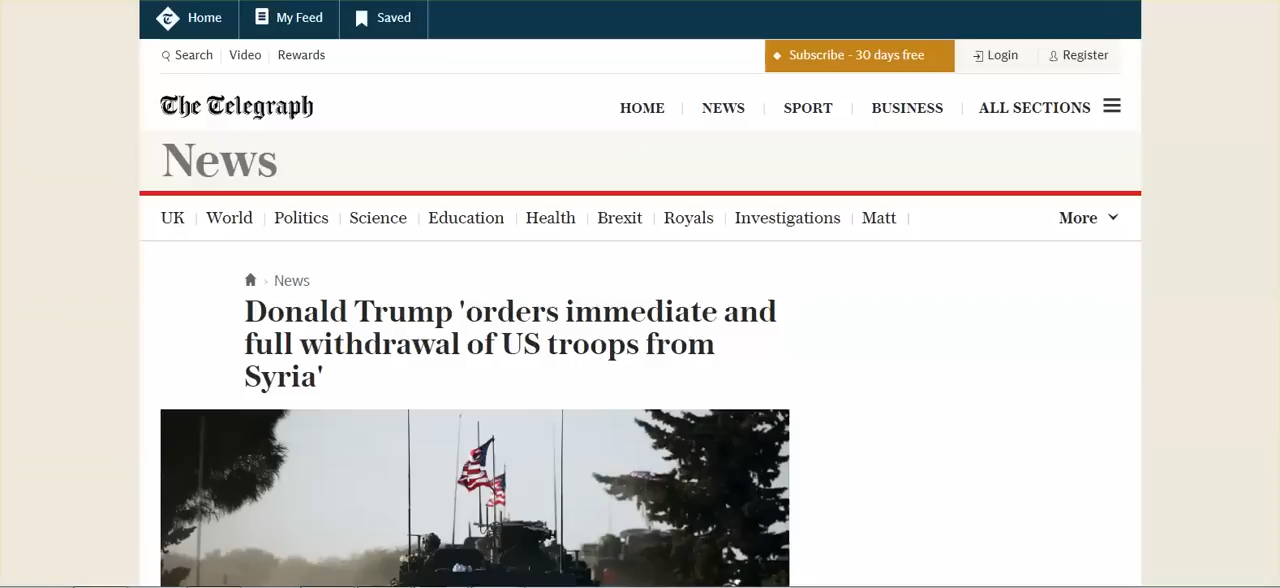 Home My Feed Saved
Search Video Rewards Subscribe - 30 days free Login Register
The Telegraph HOME NEWS SPORT BUSINESS ALL SECTIONS
News
UK World Politics Science Education Health Brexit Royals Investigations Matt More
News
Donald Trump 'orders immediate and
full withdrawal of US troops from
Syria'